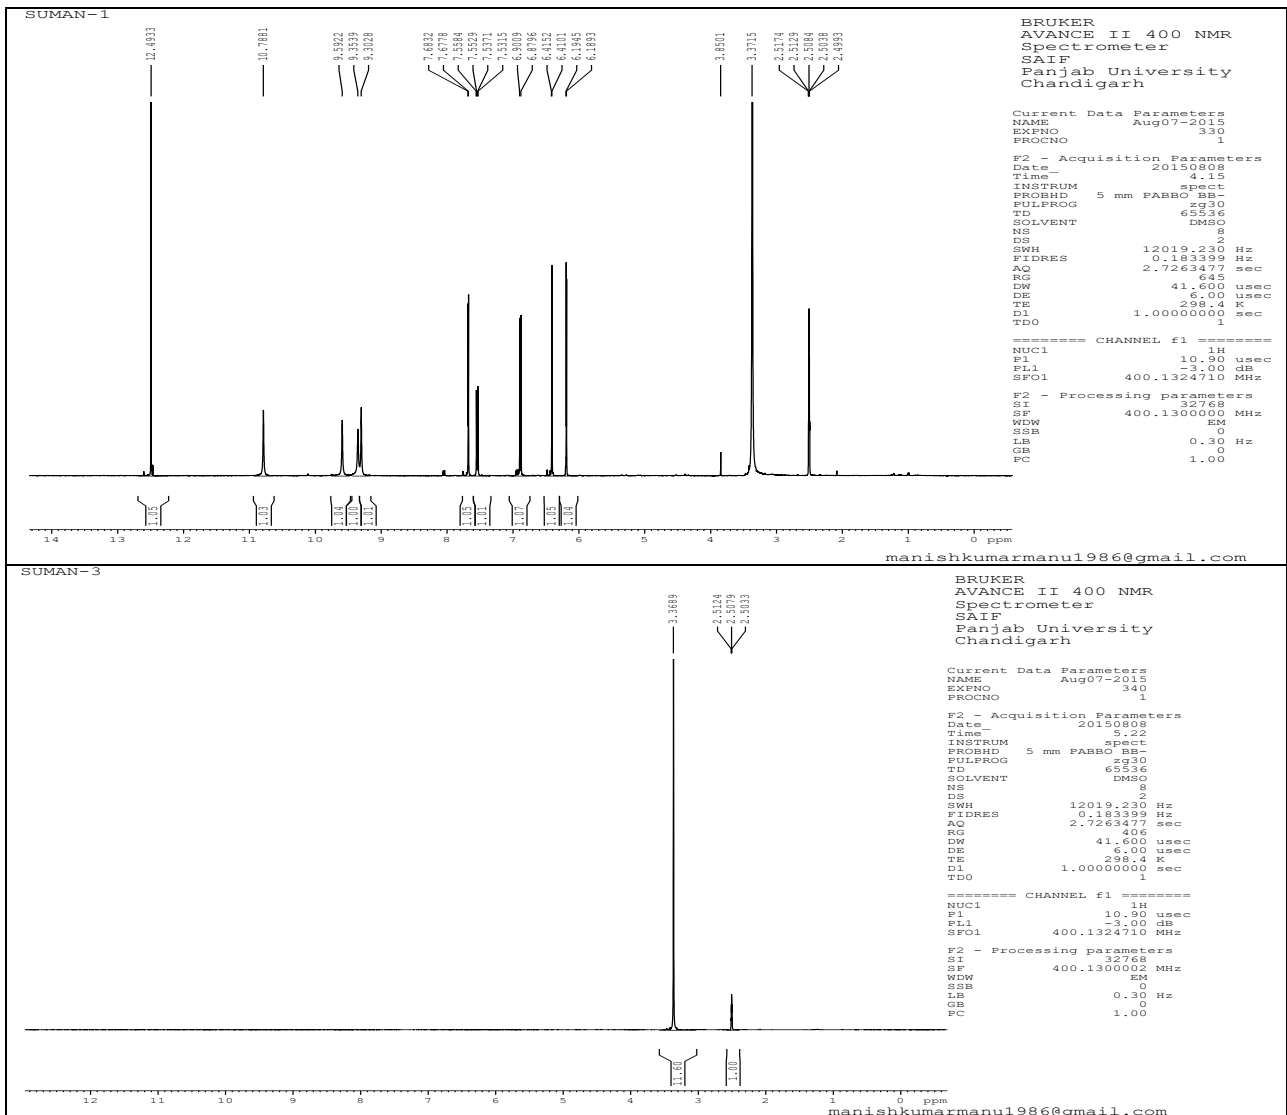 SUMAN-1
12.4933
10.7881
9.5922
9.3539
9.3028
7.6832
7.6778
7.5584
7.5529
7.5371
7.5315
6.9009
6.8796
6.4152
6.4101
6.1945
6.1893
3.8501
3.3715
2.5174
2.5129
2.5084
2.5038
2.4993
BRUKER
AVANCE II 400 NMR
Spectrometer
SAIF
Panjab University
Chandigarh
Current Data Parameters
NAME Aug07-2015
EXPNO 330
PROCNO 1
F2 - Acquisition Parameters
Date_ 20150808
Time 4.15
INSTRUM spect
PROBHD 5 mm PABBO BB-
PULPROG zg30
TD 65536
SOLVENT DMSO
NS 8
DS 2
SWH 12019.230 Hz
FIDRES 0.183399 Hz
AQ 2.7263477 sec
RG 645
DW 41.600 usec
DE 6.00 usec
TE 298.4 K
D1 1.00000000 sec
TD0 1
======== CHANNEL f1 ========
NUC1 1H
P1 10.90 usec
PL1 -3.00 dB
SFO1 400.1324710 MHz
F2 - Processing parameters
SI 32768
SF 400.1300000 MHz
WDW EM
SSB 0
LB 0.30 Hz
GB 0
PC 1.00
1.05
1.03
1.04
1.00
1.01
1.05
1.01
1.07
1.05
1.04
14 13 12 11 10 9 8 7 6 5 4 3 2 1 0 ppm
manishkumarmanu1986@gmail.com
SUMAN-3
3.3689
2.5124
2.5079
2.5033
BRUKER
AVANCE II 400 NMR
Spectrometer
SAIF
Panjab University
Chandigarh
Current Data Parameters
NAME Aug07-2015
EXPNO 340
PROCNO 1
F2 - Acquisition Parameters
Date_ 20150808
Time 5.22
INSTRUM spect
PROBHD 5 mm PABBO BB-
PULPROG zg30
TD 65536
SOLVENT DMSO
NS 8
DS 2
SWH 12019.230 Hz
FIDRES 0.183399 Hz
AQ 2.7263477 sec
RG 406
DW 41.600 usec
DE 6.00 usec
TE 298.4 K
D1 1.00000000 sec
TD0 1
======== CHANNEL f1 ========
NUC1 1H
P1 10.90 usec
PL1 -3.00 dB
SFO1 400.1324710 MHz
F2 - Processing parameters
SI 32768
SF 400.1300002 MHz
WDW EM
SSB 0
LB 0.30 Hz
GB 0
PC 1.00
11.60
1.00
12 11 10 9 8 7 6 5 4 3 2 1 0 ppm
manishkumarmanu1986@gmail.com